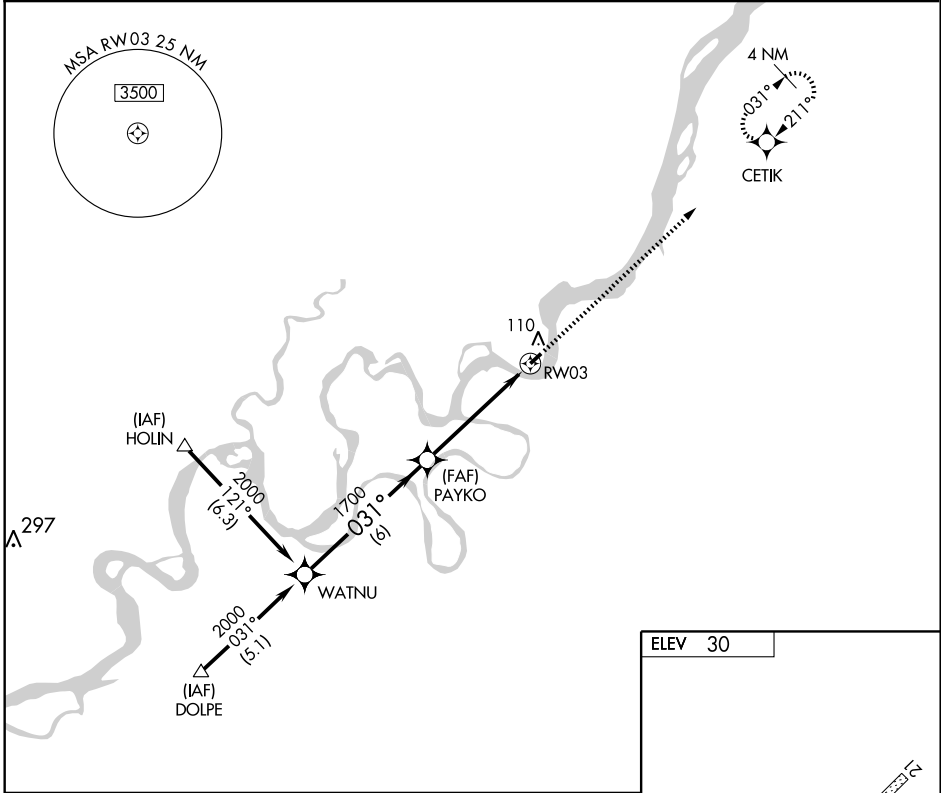 MSA RW03 25 NM
3500
4 NM
031°
211°
CETIK
110
RW03
(IAF)
HOLIN
2000
121°
(6.3)
(FAF)
PAYKO
1700
031°
(6)
297
WATNU
2000
031°
(5.1)
(IAF)
DOLPE
ELEV 30
21